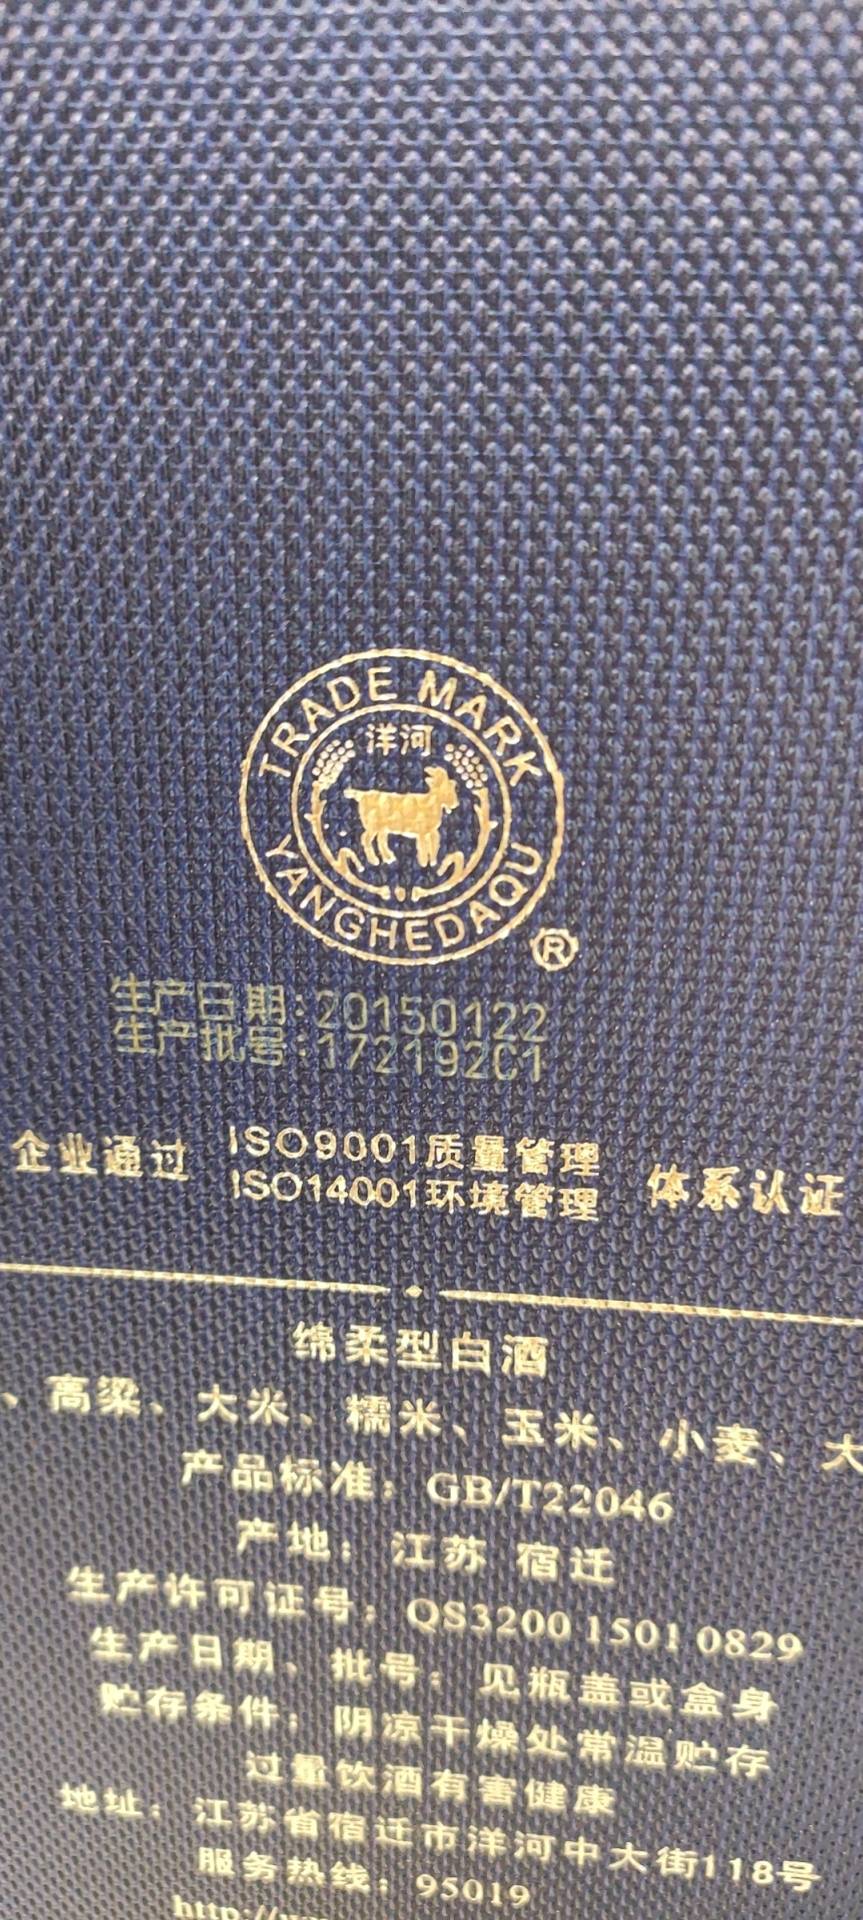 TRADE MARK
洋河
YANGHEDAQU
®
生产日期:20150122
生产批号:172192C1
企业通过 ISO9001质量管理 体系认证
ISO14001环境管理
绵柔型白酒
、高粱、大米、糯米、玉米、小麦、大
产品标准：GB/T22046
产地：江苏 宿迁
生产许可证号：QS3200 1501 0829
生产日期、批号：见瓶盖或盒身
贮存条件：阴凉干燥处常温贮存
过量饮酒有害健康
地址：江苏省宿迁市洋河中大街118号
服务热线：95019